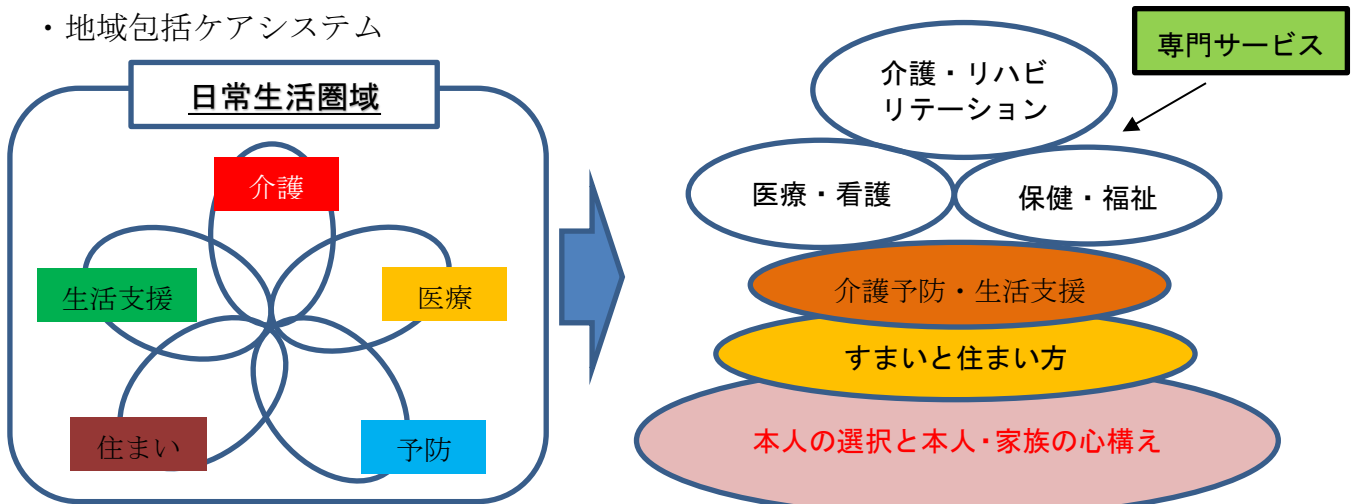 ・地域包括ケアシステム
日常生活圏域
介護
生活支援
医療
住まい
予防
専門サービス
介護・リハビ
リテーション
医療・看護
保健・福祉
介護予防・生活支援
すまいと住まい方
本人の選択と本人・家族の心構え